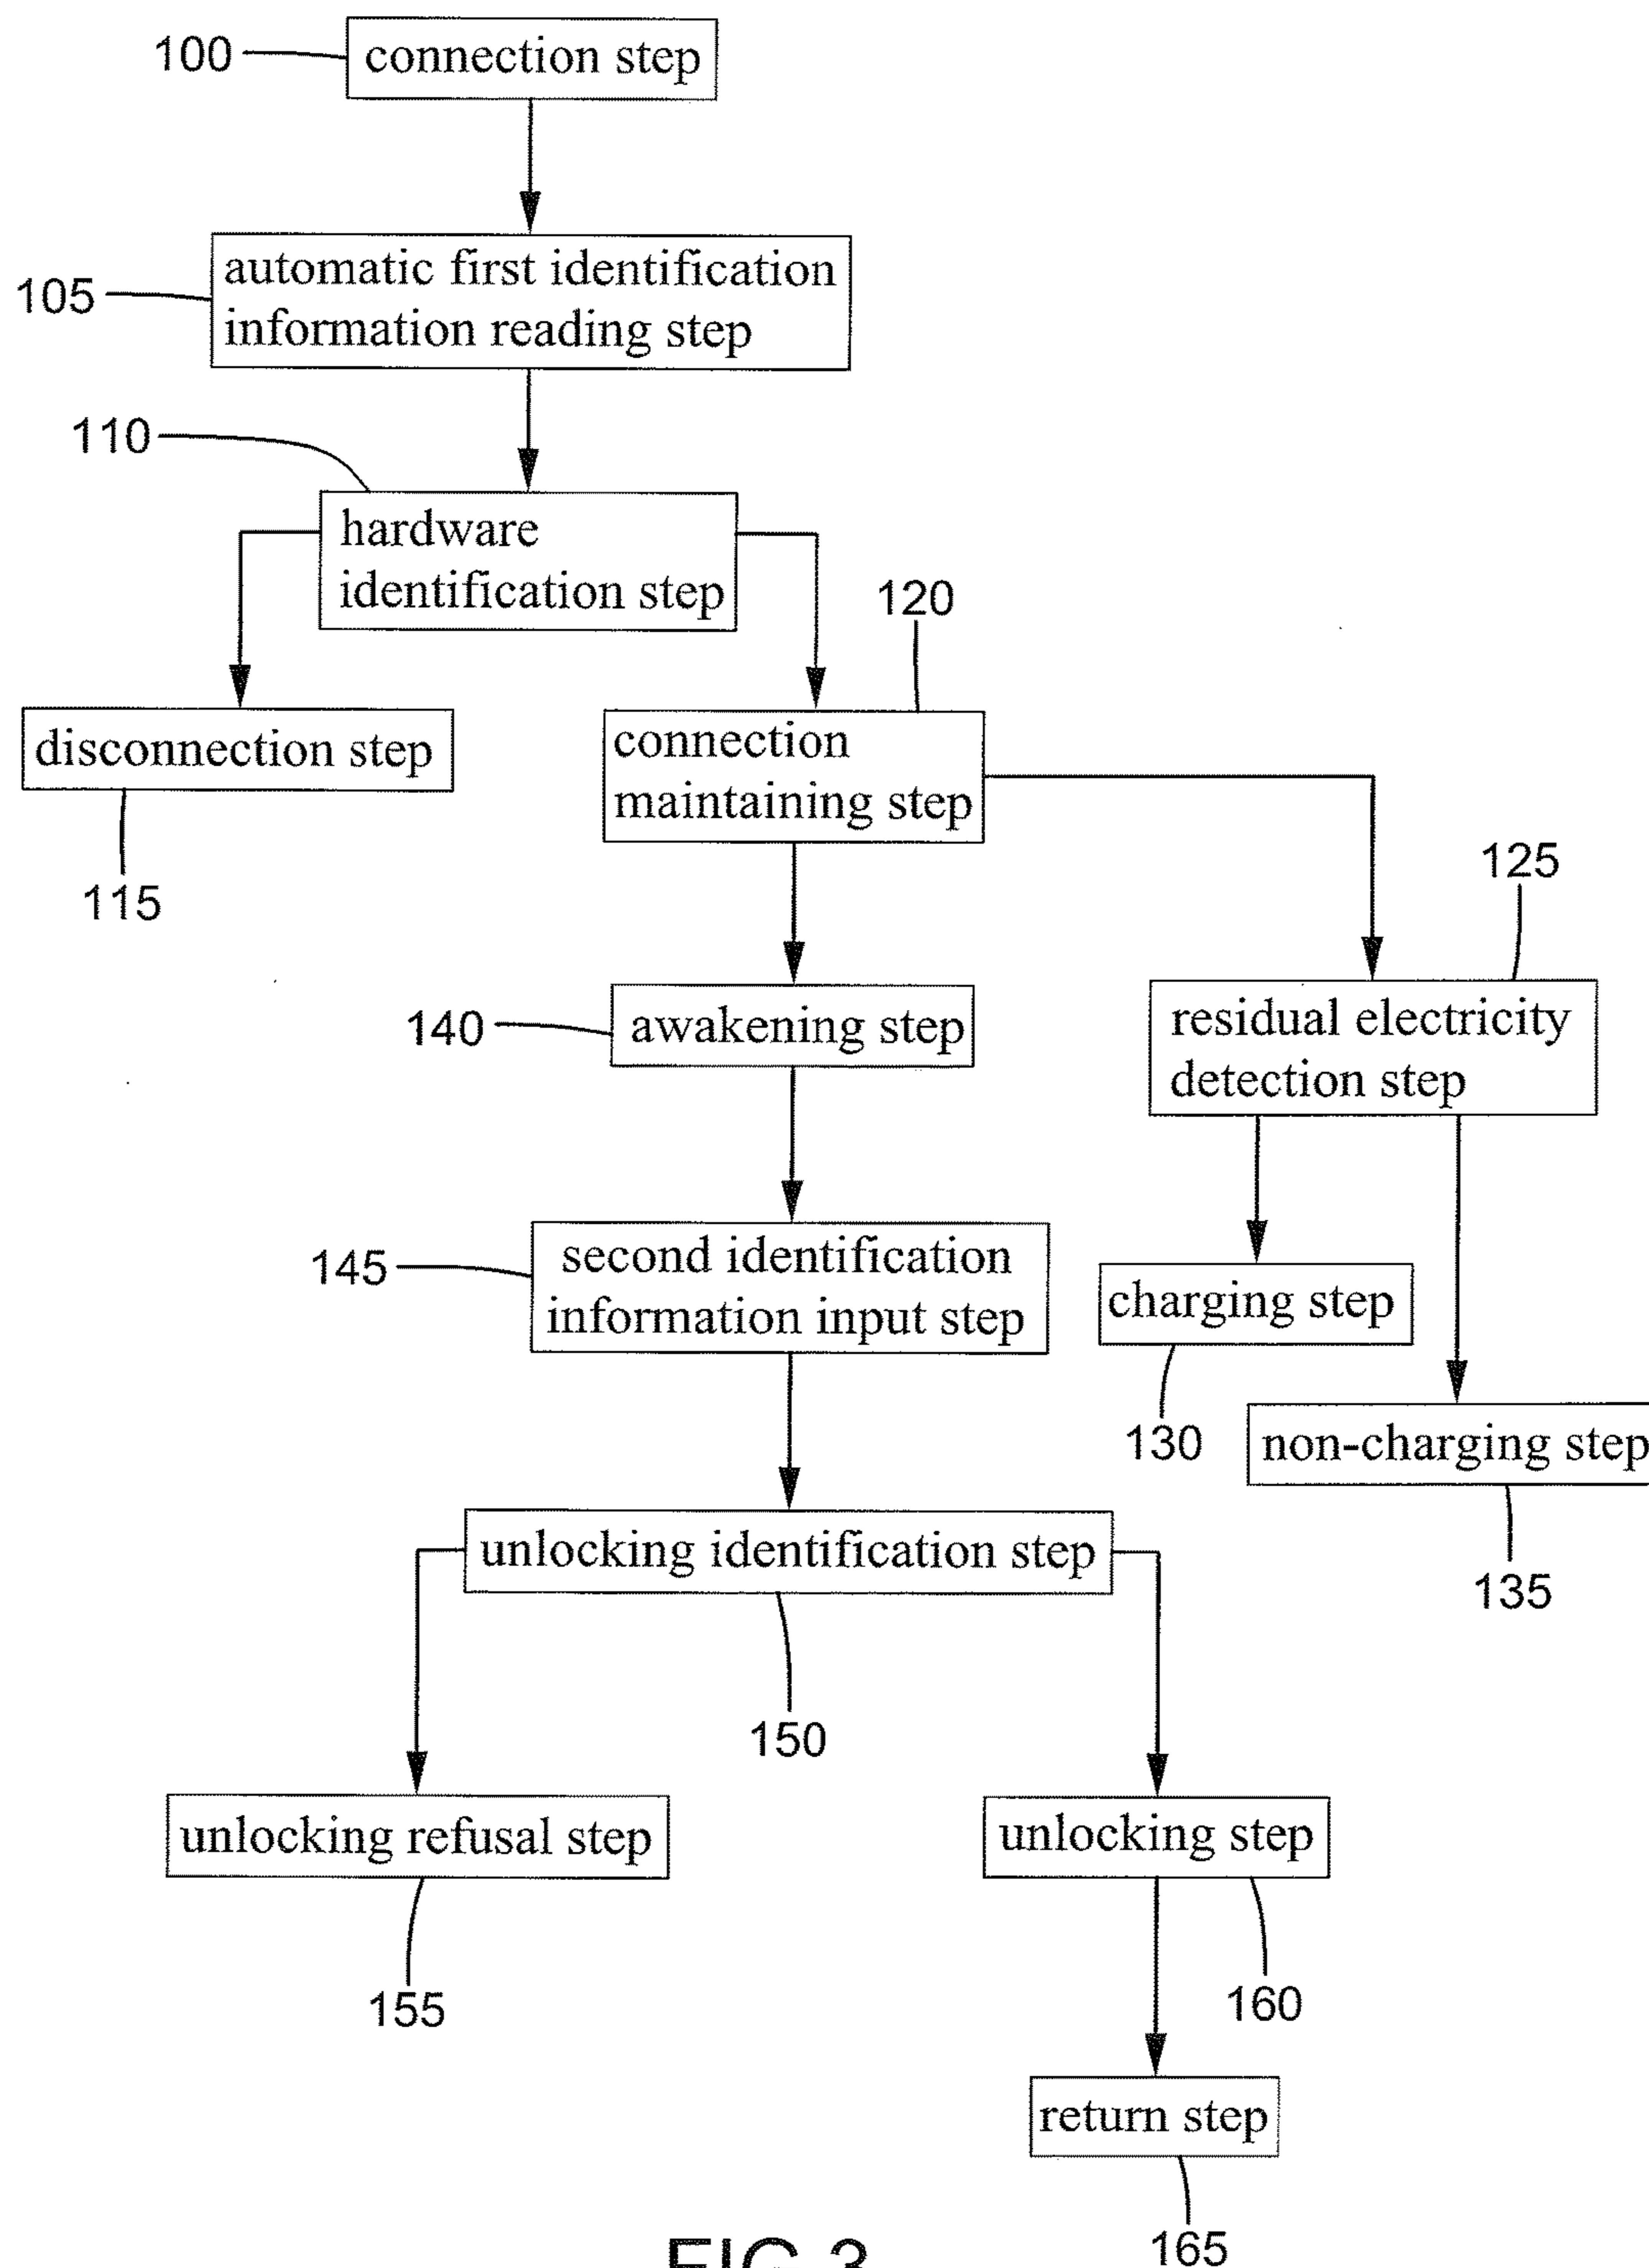 100
connection step
105
automatic first identification
information reading step
110
hardware
identification step
120
disconnection step
115
connection
maintaining step
125
140
awakening step
residual electricity
detection step
145
second identification
information input step
charging step
130
non-charging step
135
unlocking identification step
150
unlocking refusal step
155
unlocking step
160
return step
165
FIG.3